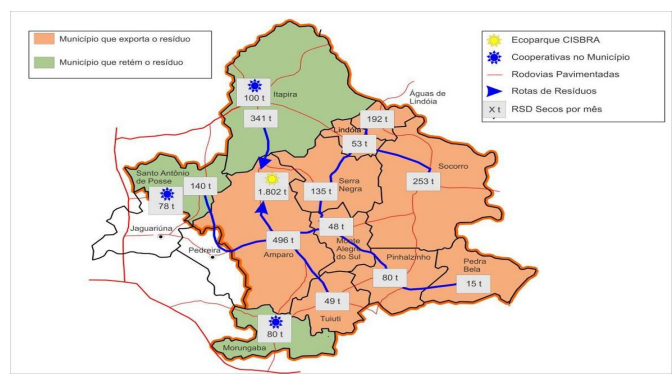 Município que exporta o resíduo
Município que retém o resíduo
Ecoparque CISBRA
Cooperativas no Município
Rodovias Pavimentadas
Rotas de Resíduos
X t
RSD Secos por mês
Itapira
100 t
341 t
Águas de
Lindóia
192 t
Lindóia
53 t
Socorro
253 t
Santo Antônio
de Posse
140 t
78 t
1.802 t
Serra
Negra
135 t
Jaguariúna
Pedreira
48 t
496 t
Amparo
Monte
Alegre
do Sul
Pinhalzinho
80 t
Pedra
Bela
15 t
49 t
Tuiuti
80 t
Morungaba